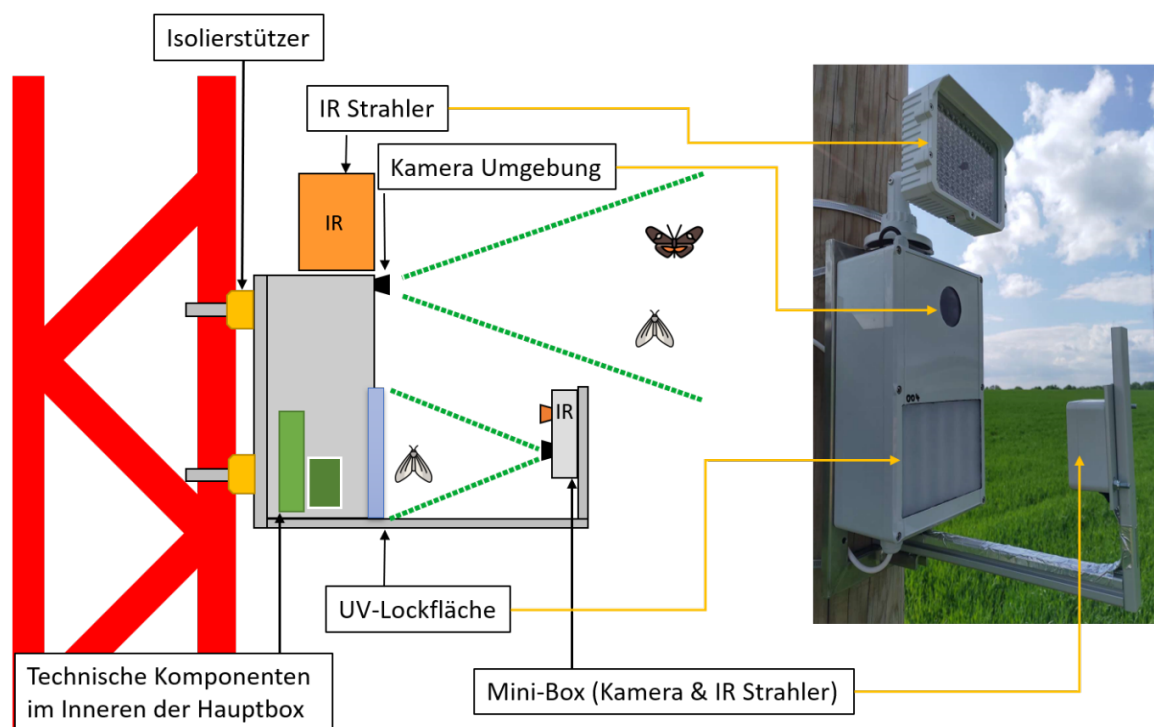 Isolierstützer
IR Strahler
Kamera Umgebung
IR
IR
004
UV-Lockfläche
Technische Komponenten
im Inneren der Hauptbox
Mini-Box (Kamera & IR Strahler)